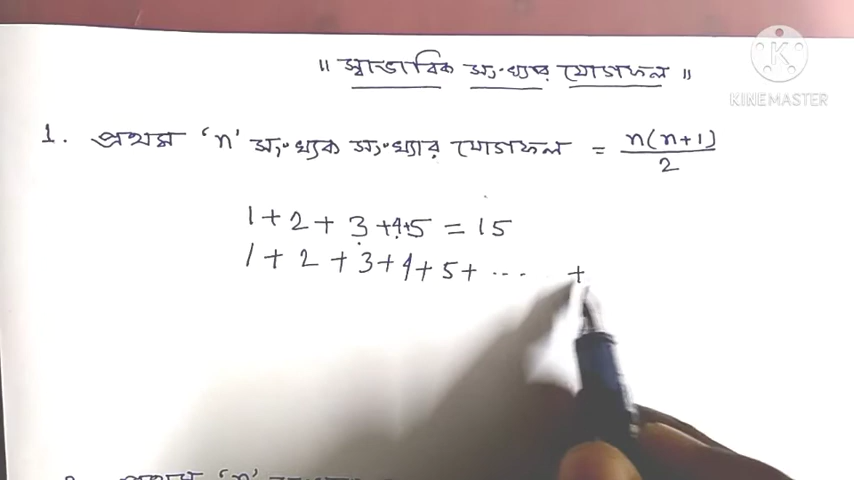 ॥ স্বাভাবিক সংখ্যার যোগফল ॥
KINEMASTER
1. প্রথম 'n' সংখ্যক সংখ্যার যোগফল = n(n+1)/2
1+2+3+4+5 = 15
1+2+3+4+5+ ..... +
প্রথম 'n'